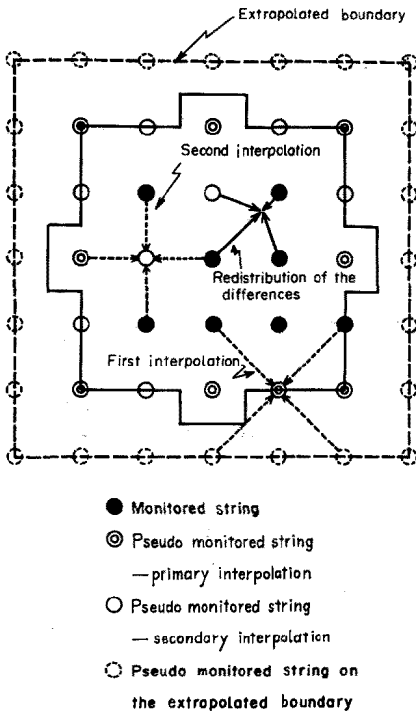 Extrapolated boundary
Second interpolation
Redistribution of the
differences
First interpolation
Monitored string
Pseudo monitored string
— primary interpolation
Pseudo monitored string
— secondary interpolation
Pseudo monitored string on
the extrapolated boundary